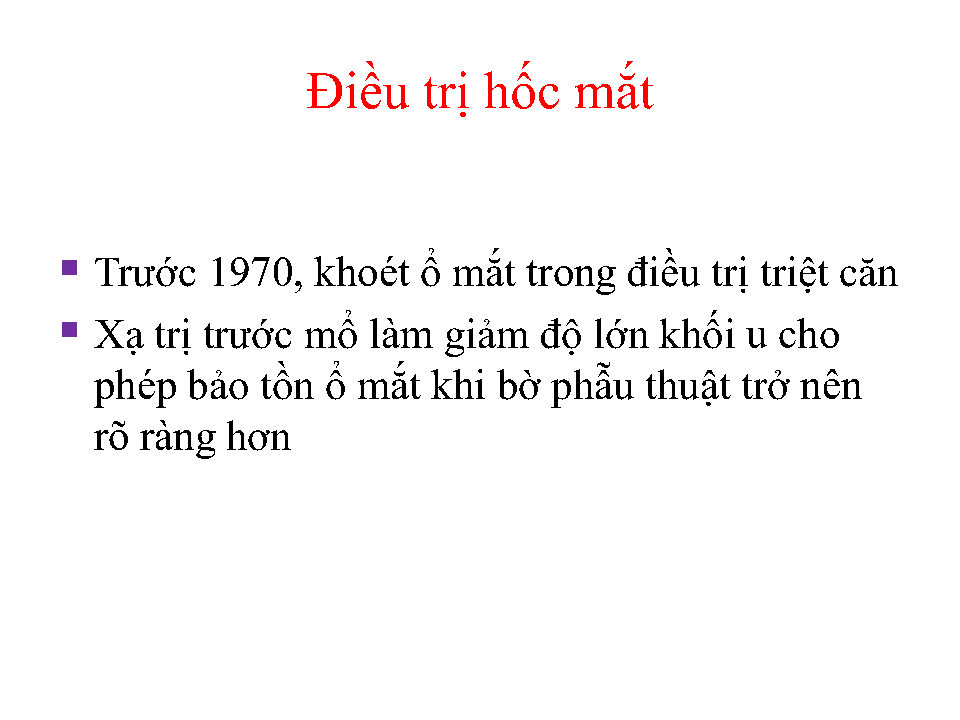 Điều trị hốc mắt
▪ Trước 1970, khoét ổ mắt trong điều trị triệt căn
▪ Xạ trị trước mổ làm giảm độ lớn khối u cho
phép bảo tồn ổ mắt khi bờ phẫu thuật trở nên
rõ ràng hơn